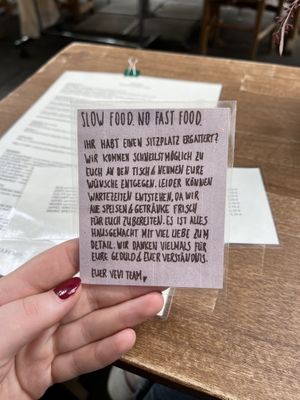 SLOW FOOD. NO FAST FOOD.
IHR HABT EINEN SITZPLATZ ERGATTERT?
WIR KOMMEN SCHNELLSTMÖGLICH ZU
EUCH AN DEN TISCH & NEHMEN EURE
WÜNSCHE ENTGEGEN. LEIDER KÖNNEN
WARTEZEITEN ENTSTEHEN, DA WIR
ALLE SPEISEN & GETRÄNKE FRISCH
FÜR EUCH ZUBEREITEN. ES IST ALLES
HAUSGEMACHT MIT VIEL LIEBE ZUM
DETAIL. WIR DANKEN VIELMALS FÜR
EURE GEDULD & EUER VERSTÄNDNIS.
EUER VEVI TEAM ♥